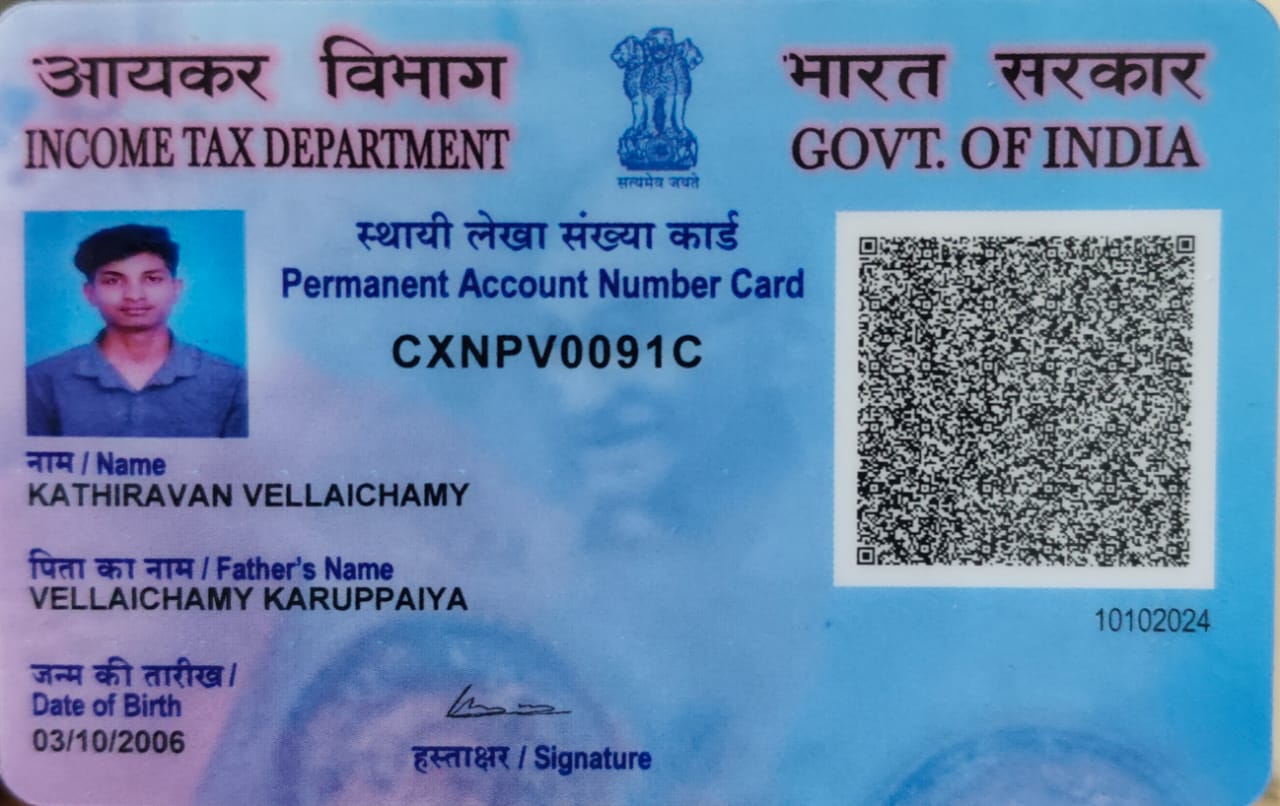 आयकर विभाग
INCOME TAX DEPARTMENT
सत्यमेव जयते
भारत सरकार
GOVT. OF INDIA
स्थायी लेखा संख्या कार्ड
Permanent Account Number Card
CXNPV0091C
नाम / Name
KATHIRAVAN VELLAICHAMY
पिता का नाम / Father's Name
VELLAICHAMY KARUPPAIYA
जन्म की तारीख /
Date of Birth
03/10/2006
हस्ताक्षर / Signature
10102024